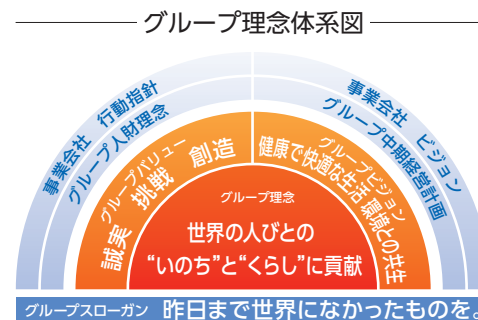 グループ理念体系図
事業会社 行動指針
グループ人財理念
事業会社 ビジョン
グループ中期経営計画
グループバリュー
誠実 挑戦 創造
グループビジョン
健康で快適な生活 環境との共生
グループ理念
世界の人びとの
“いのち”と“くらし”に貢献
グループスローガン 昨日まで世界になかったものを。